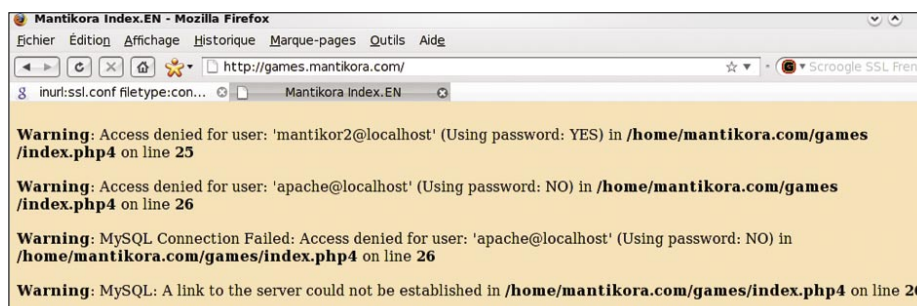 Mantikora Index.EN - Mozilla Firefox
Fichier Édition Affichage Historique Marque-pages Outils Aide
http://games.mantikora.com/ Scroogle SSL Fren
inurl:ssl.conf filetype:con... Mantikora Index.EN
Warning: Access denied for user: 'mantikor2@localhost' (Using password: YES) in /home/mantikora.com/games
/index.php4 on line 25
Warning: Access denied for user: 'apache@localhost' (Using password: NO) in /home/mantikora.com/games
/index.php4 on line 26
Warning: MySQL Connection Failed: Access denied for user: 'apache@localhost' (Using password: NO) in
/home/mantikora.com/games/index.php4 on line 26
Warning: MySQL: A link to the server could not be established in /home/mantikora.com/games/index.php4 on line 26